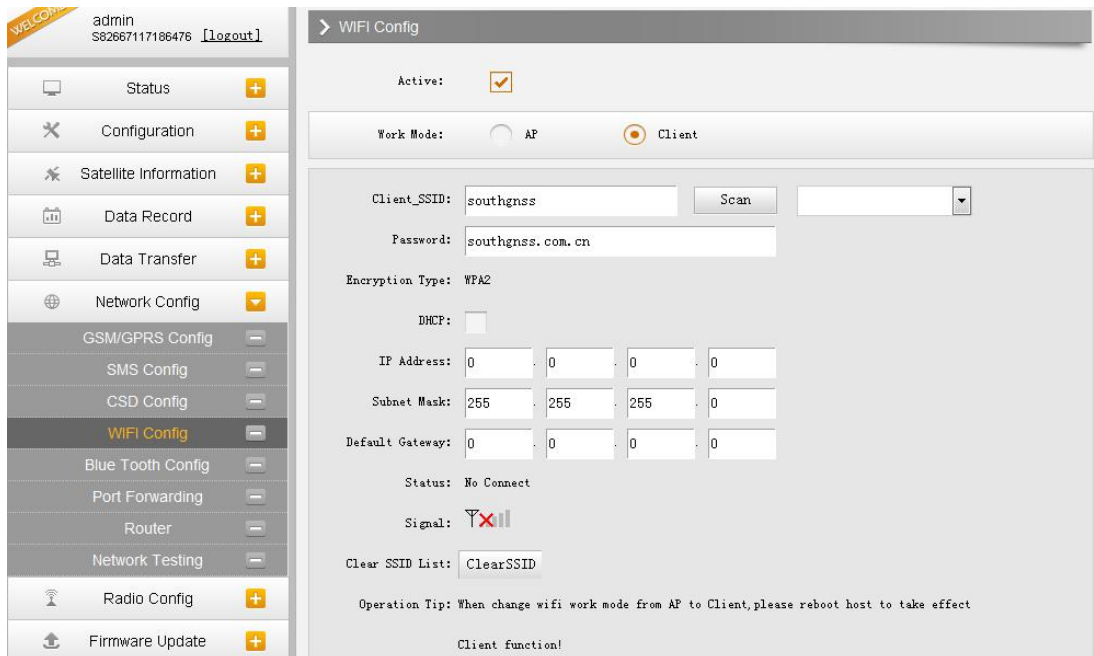 WELCOME
admin
S82667117186476 [logout]
Status
Configuration
Satellite Information
Data Record
Data Transfer
Network Config
GSM/GPRS Config
SMS Config
CSD Config
WIFI Config
Blue Tooth Config
Port Forwarding
Router
Network Testing
Radio Config
Firmware Update
WIFI Config
Active:
Work Mode: AP Client
Client_SSID: southgnss Scan
Password: southgnss.com.cn
Encryption Type: WPA2
DHCP:
IP Address: 0 . 0 . 0 . 0
Subnet Mask: 255 . 255 . 255 . 0
Default Gateway: 0 . 0 . 0 . 0
Status: No Connect
Signal:
Clear SSID List: ClearSSID
Operation Tip: When change wifi work mode from AP to Client,please reboot host to take effect
Client function!